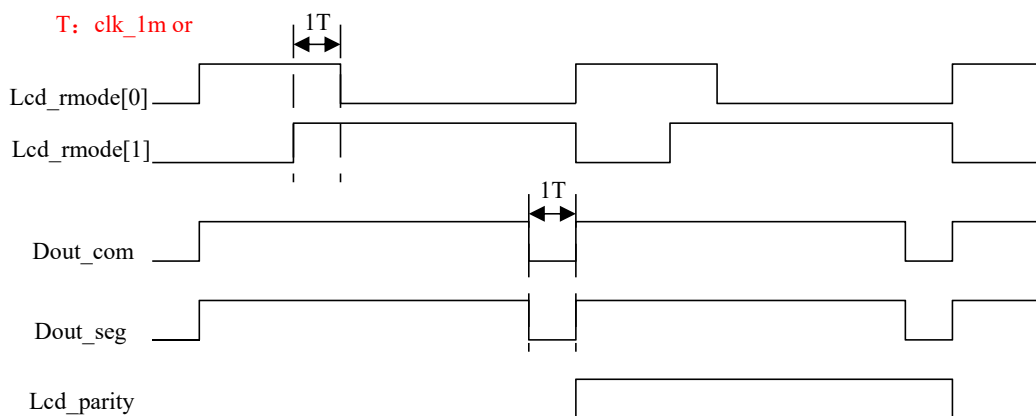 T：clk_1m or
1T
Lcd_rmode[0]
Lcd_rmode[1]
1T
Dout_com
Dout_seg
Lcd_parity